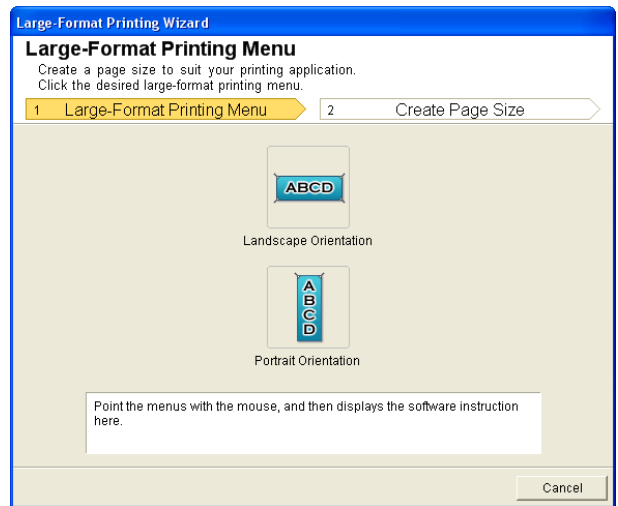 Large-Format Printing Wizard
Large-Format Printing Menu
Create a page size to suit your printing application.
Click the desired large-format printing menu.
1 Large-Format Printing Menu 2 Create Page Size
ABCD
Landscape Orientation
A
B
C
D
Portrait Orientation
Point the menus with the mouse, and then displays the software instruction
here.
Cancel